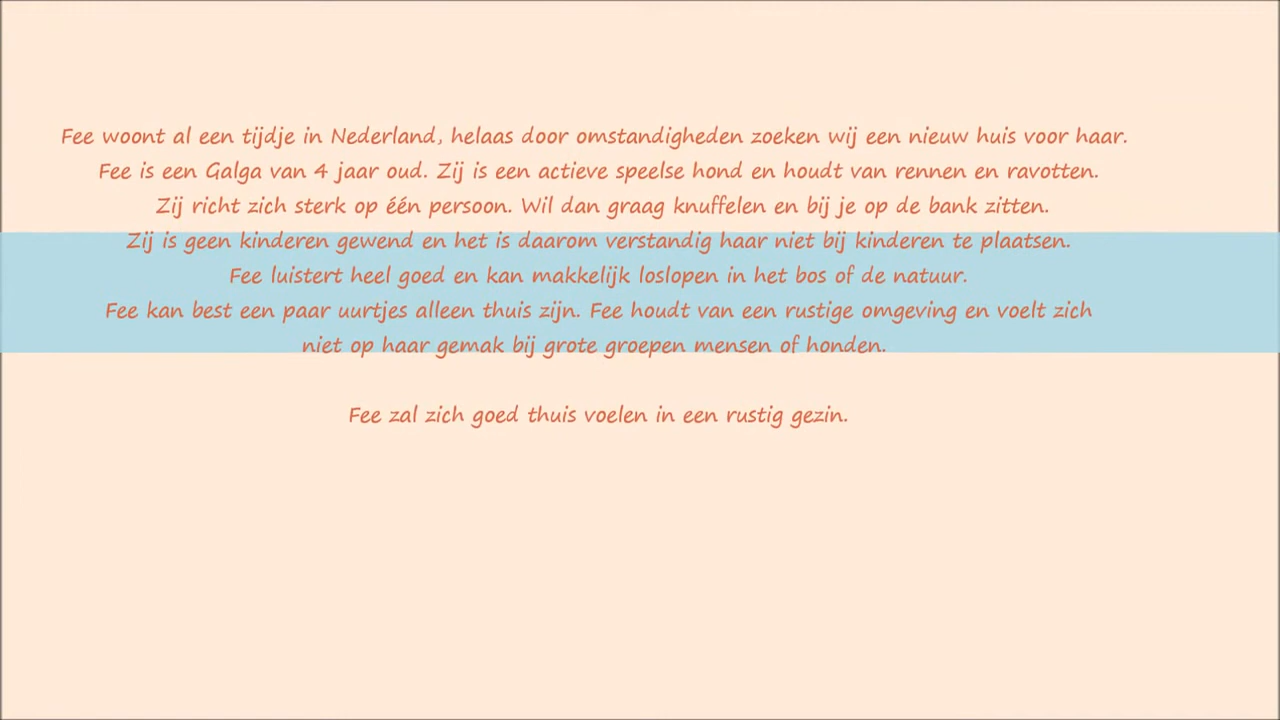 Fee woont al een tijdje in Nederland, helaas door omstandigheden zoeken wij een nieuw huis voor haar.
Fee is een Galga van 4 jaar oud. Zij is een actieve speelse hond en houdt van rennen en ravotten.
Zij richt zich sterk op één persoon. Wil dan graag knuffelen en bij je op de bank zitten.
Zij is geen kinderen gewend en het is daarom verstandig haar niet bij kinderen te plaatsen.
Fee luistert heel goed en kan makkelijk loslopen in het bos of de natuur.
Fee kan best een paar uurtjes alleen thuis zijn. Fee houdt van een rustige omgeving en voelt zich
niet op haar gemak bij grote groepen mensen of honden.
Fee zal zich goed thuis voelen in een rustig gezin.